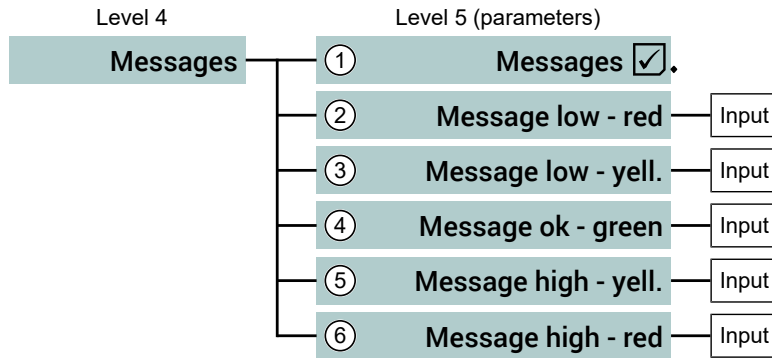 Level 4 Level 5 (parameters)
Messages ① Messages
② Message low - red Input
③ Message low - yell. Input
④ Message ok - green Input
⑤ Message high - yell. Input
⑥ Message high - red Input